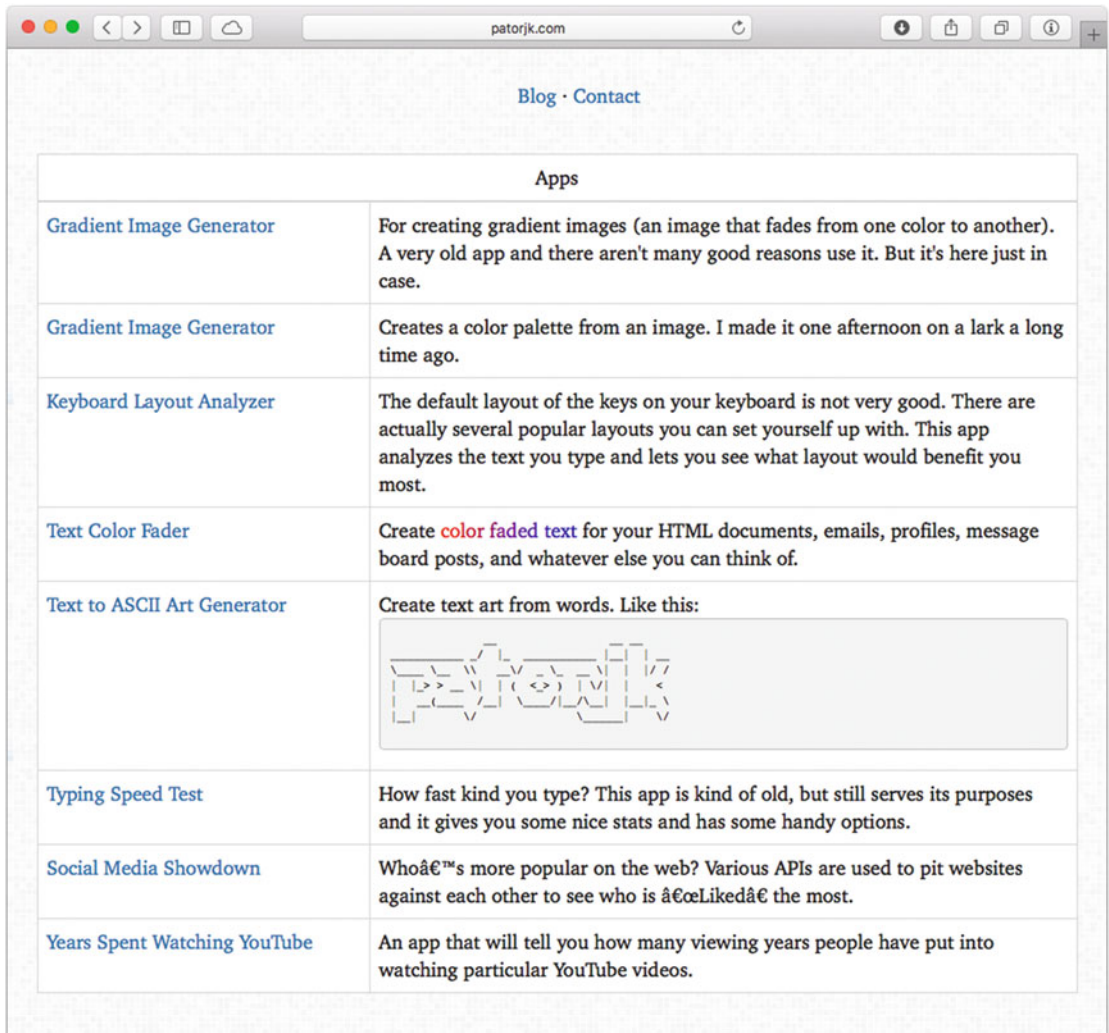 patorjk.com
Blog · Contact
Apps
Gradient Image Generator
For creating gradient images (an image that fades from one color to another).
A very old app and there aren't many good reasons use it. But it's here just in
case.
Gradient Image Generator
Creates a color palette from an image. I made it one afternoon on a lark a long
time ago.
Keyboard Layout Analyzer
The default layout of the keys on your keyboard is not very good. There are
actually several popular layouts you can set yourself up with. This app
analyzes the text you type and lets you see what layout would benefit you
most.
Text Color Fader
Create color faded text for your HTML documents, emails, profiles, message
board posts, and whatever else you can think of.
Text to ASCII Art Generator
Create text art from words. Like this:
patorjk
Typing Speed Test
How fast kind you type? This app is kind of old, but still serves its purposes
and it gives you some nice stats and has some handy options.
Social Media Showdown
Whoâ€™s more popular on the web? Various APIs are used to pit websites
against each other to see who is â€œLikedâ€ the most.
Years Spent Watching YouTube
An app that will tell you how many viewing years people have put into
watching particular YouTube videos.